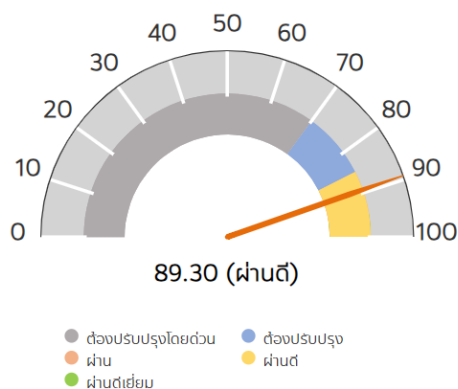 0
10
20
30
40
50
60
70
80
90
100
89.30 (ผ่านดี)
ต้องปรับปรุงโดยด่วน
ต้องปรับปรุง
ผ่าน
ผ่านดี
ผ่านดีเยี่ยม